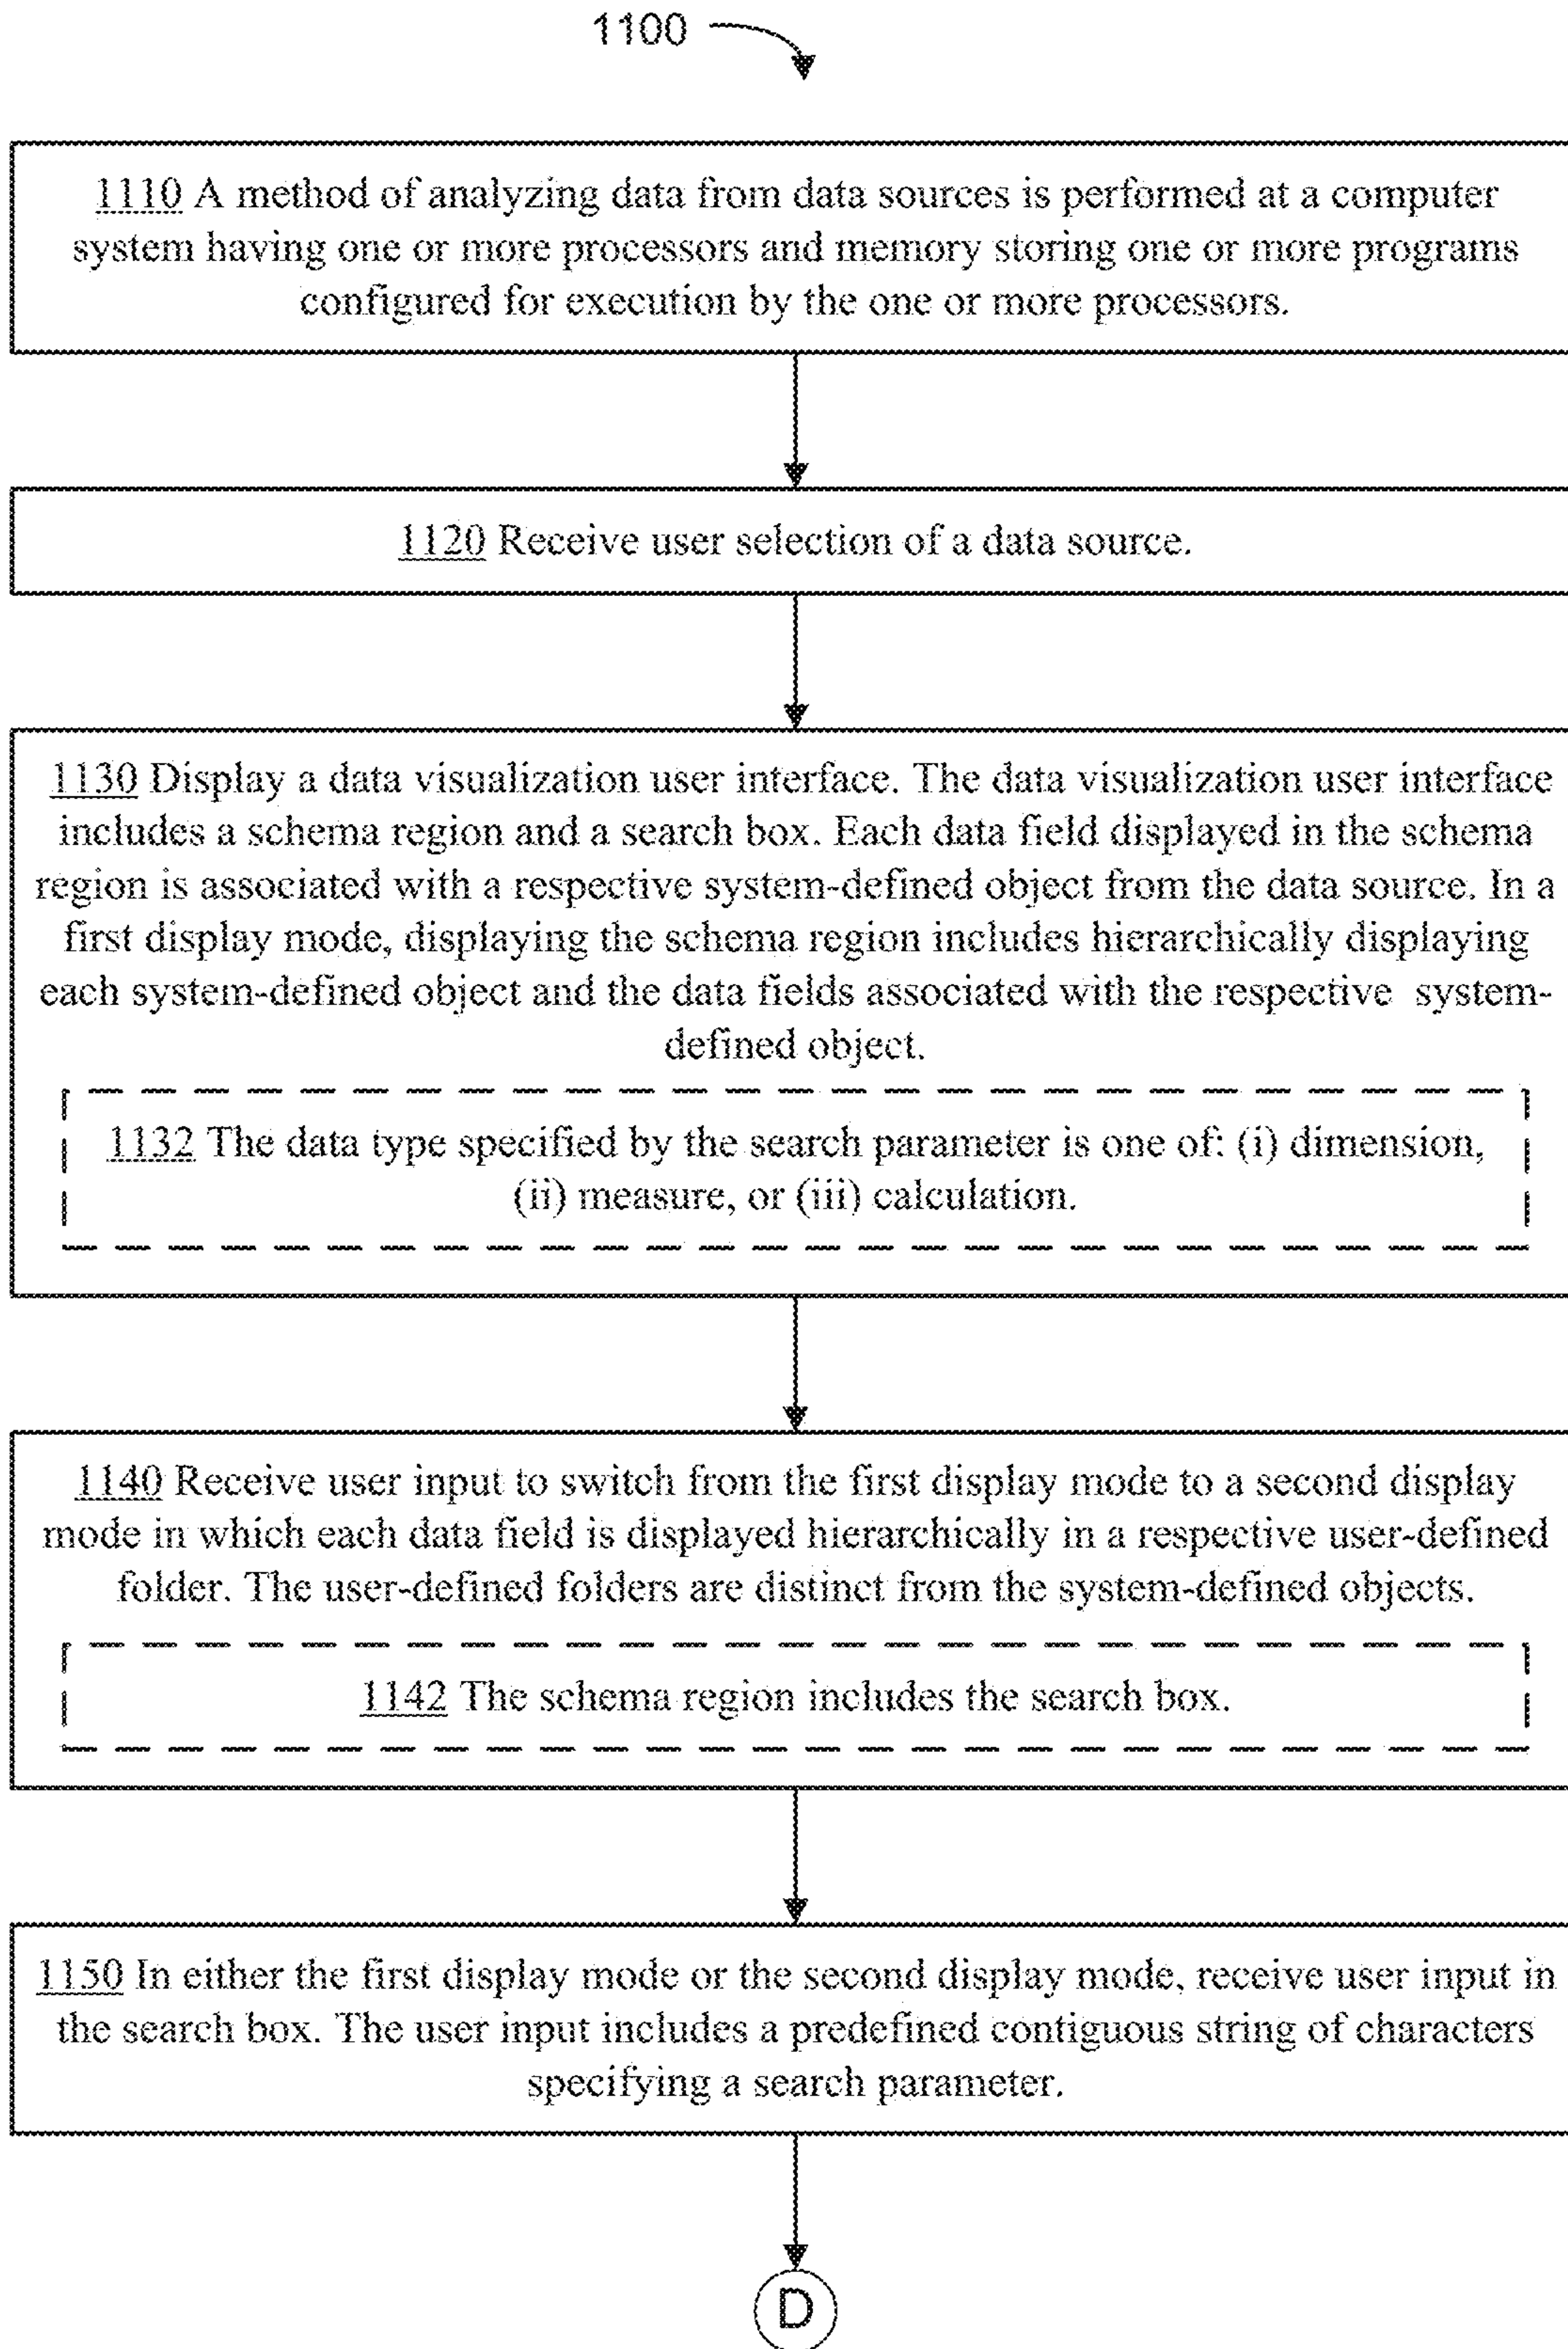 1100
1110 A method of analyzing data from data sources is performed at a computer
system having one or more processors and memory storing one or more programs
configured for execution by the one or more processors.
1120 Receive user selection of a data source.
1130 Display a data visualization user interface. The data visualization user interface
includes a schema region and a search box. Each data field displayed in the schema
region is associated with a respective system-defined object from the data source. In a
first display mode, displaying the schema region includes hierarchically displaying
each system-defined object and the data fields associated with the respective system-
defined object.
1132 The data type specified by the search parameter is one of: (i) dimension,
(ii) measure, or (iii) calculation.
1140 Receive user input to switch from the first display mode to a second display
mode in which each data field is displayed hierarchically in a respective user-defined
folder. The user-defined folders are distinct from the system-defined objects.
1142 The schema region includes the search box.
1150 In either the first display mode or the second display mode, receive user input in
the search box. The user input includes a predefined contiguous string of characters
specifying a search parameter.
D